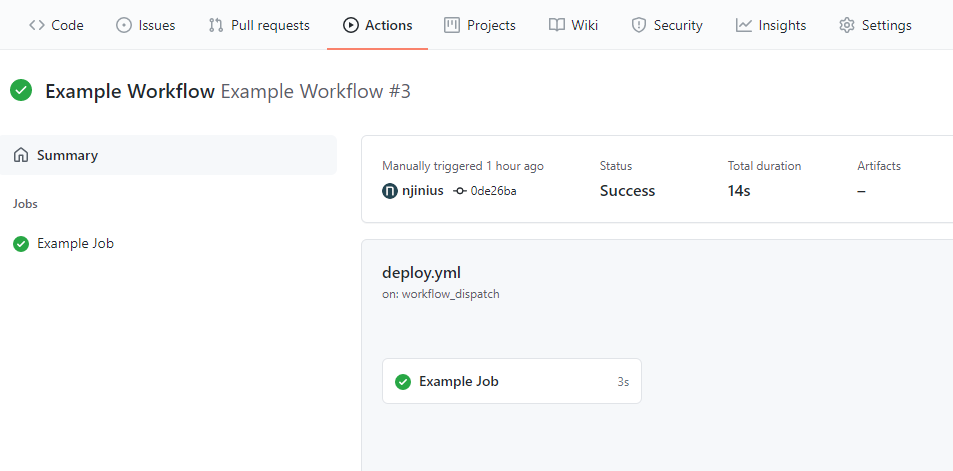 Code Issues Pull requests Actions Projects Wiki Security Insights Settings
Example Workflow Example Workflow #3
Summary
Jobs
Example Job
Manually triggered 1 hour ago Status Total duration Artifacts
njinius 0de26ba Success 14s –
deploy.yml
on: workflow_dispatch
Example Job 3s